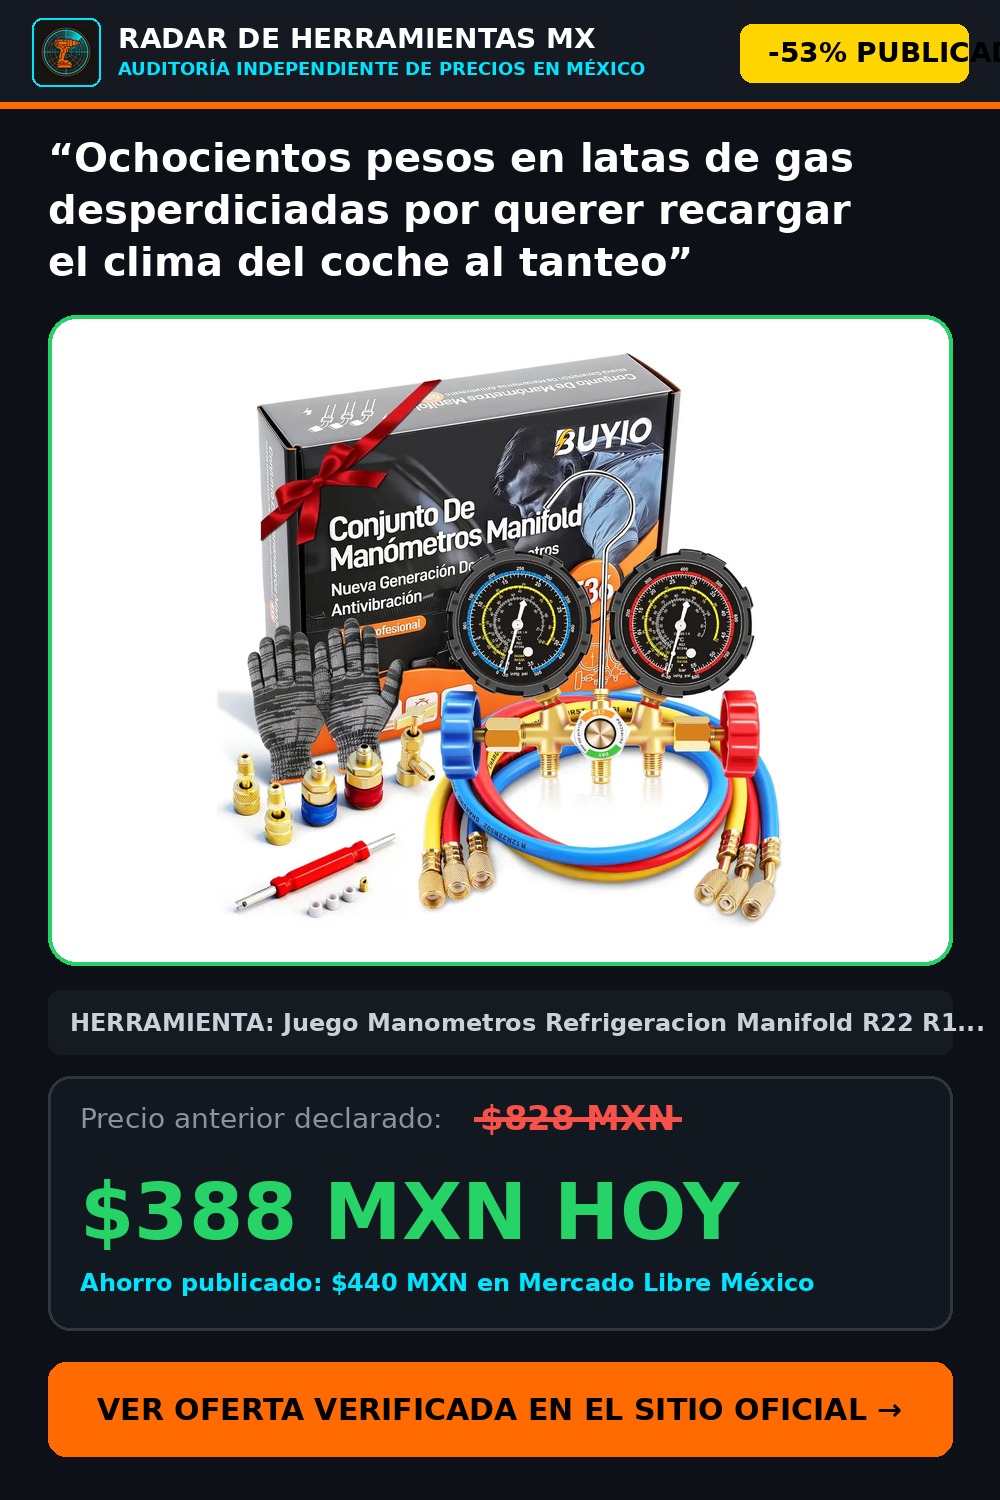 RADAR DE HERRAMIENTAS MX
AUDITORÍA INDEPENDIENTE DE PRECIOS EN MÉXICO
-53% PUBLICA
“Ochocientos pesos en latas de gas
desperdiciadas por querer recargar
el clima del coche al tanteo”
BUYIO
Conjunto De
Manómetros Manifold
Nueva Generación De
Antivibración
HERRAMIENTA: Juego Manometros Refrigeracion Manifold R22 R1...
Precio anterior declarado: $828 MXN
$388 MXN HOY
Ahorro publicado: $440 MXN en Mercado Libre México
VER OFERTA VERIFICADA EN EL SITIO OFICIAL →